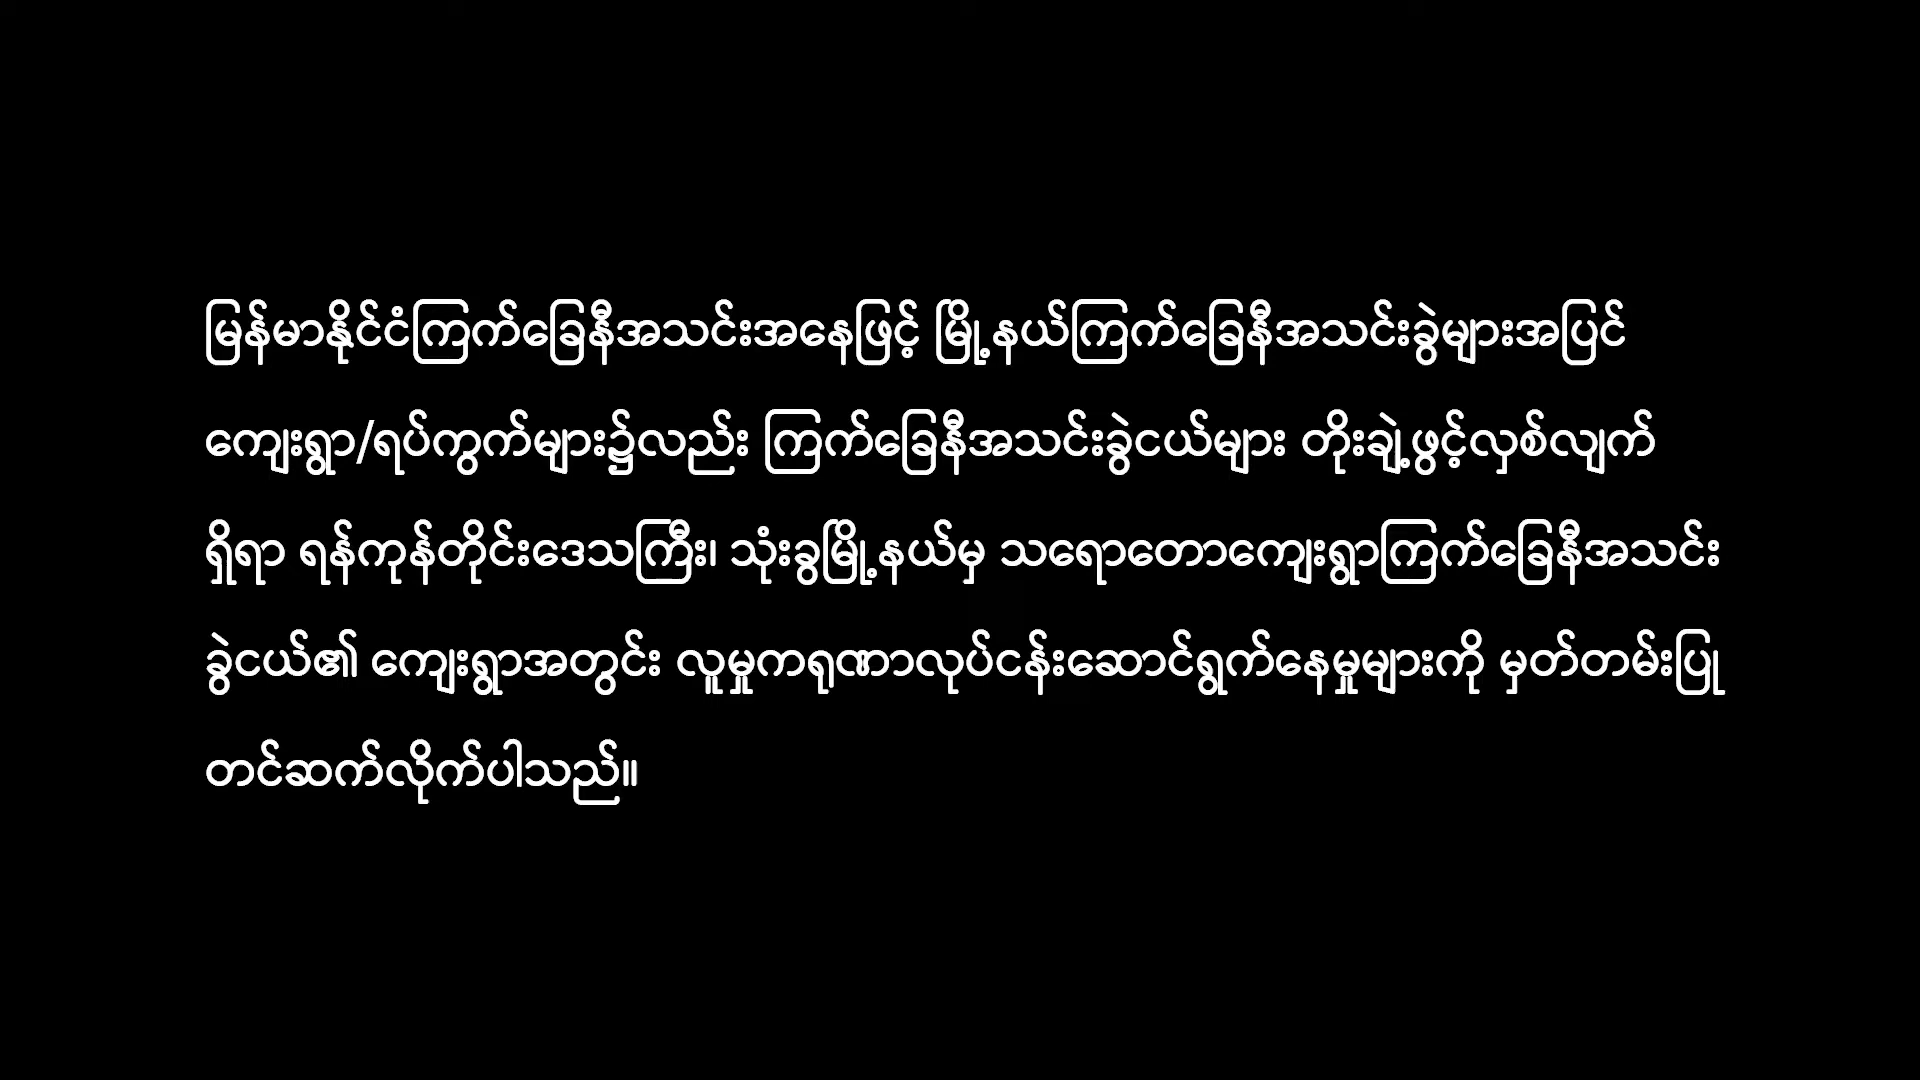 မြန်မာနိုင်ငံကြက်ခြေနီအသင်းအနေဖြင့် မြို့နယ်ကြက်ခြေနီအသင်းခွဲများအပြင်
ကျေးရွာ/ရပ်ကွက်များ၌လည်း ကြက်ခြေနီအသင်းခွဲငယ်များ တိုးချဲ့ဖွင့်လှစ်လျက်
ရှိရာ ရန်ကုန်တိုင်းဒေသကြီး၊ သုံးခွမြို့နယ်မှ သရောတောကျေးရွာကြက်ခြေနီအသင်း
ခွဲငယ်၏ ကျေးရွာအတွင်း လူမှုကရုဏာလုပ်ငန်းဆောင်ရွက်နေမှုများကို မှတ်တမ်းပြု
တင်ဆက်လိုက်ပါသည်။